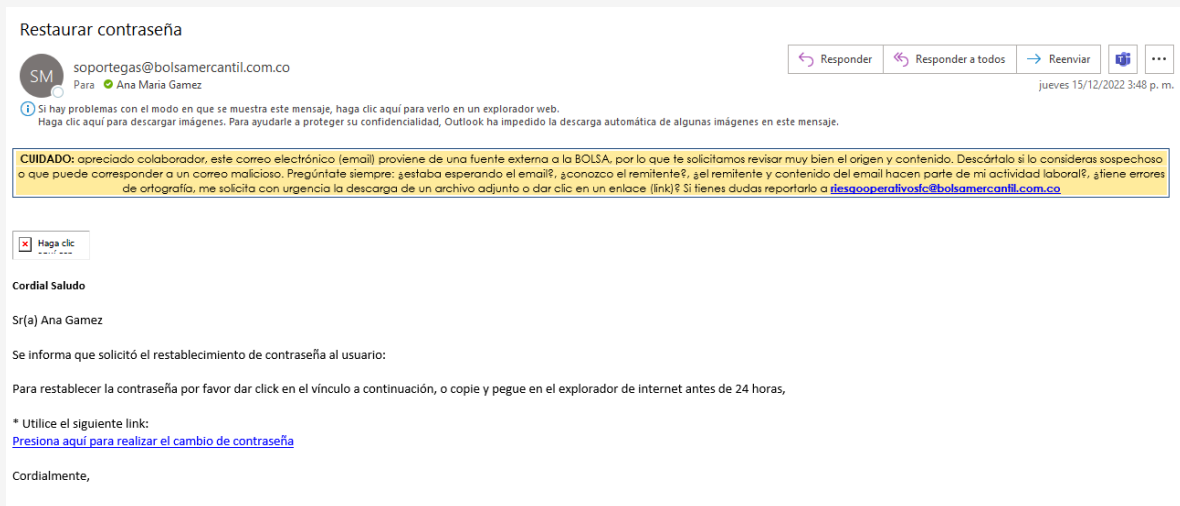 Restaurar contraseña
SM
soportegas@bolsamercantil.com.co
Para Ana Maria Gamez
Responder
Responder a todos
Reenviar
jueves 15/12/2022 3:48 p. m.
Si hay problemas con el modo en que se muestra este mensaje, haga clic aquí para verlo en un explorador web.
Haga clic aquí para descargar imágenes. Para ayudarle a proteger su confidencialidad, Outlook ha impedido la descarga automática de algunas imágenes en este mensaje.
CUIDADO: apreciado colaborador, este correo electrónico (email) proviene de una fuente externa a la BOLSA, por lo que te solicitamos revisar muy bien el origen y contenido. Descártalo si lo consideras sospechoso
o que puede corresponder a un correo malicioso. Pregúntate siempre: ¿estaba esperando el email?, ¿conozco el remitente?, ¿el remitente y contenido del email hacen parte de mi actividad laboral?, ¿tiene errores
de ortografía, me solicita con urgencia la descarga de un archivo adjunto o dar clic en un enlace (link)? Si tienes dudas reportarlo a riesgooperativosfc@bolsamercantil.com.co
Haga clic
Cordial Saludo
Sr(a) Ana Gamez
Se informa que solicitó el restablecimiento de contraseña al usuario:
Para restablecer la contraseña por favor dar click en el vínculo a continuación, o copie y pegue en el explorador de internet antes de 24 horas,
* Utilice el siguiente link:
Presiona aquí para realizar el cambio de contraseña
Cordialmente,